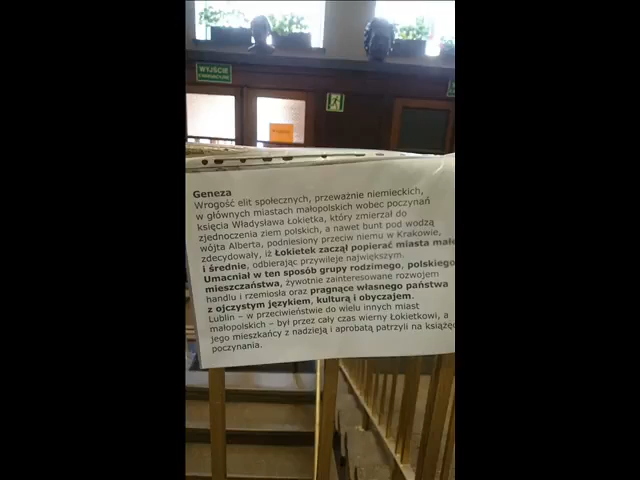 WYJŚCIE
Geneza
Wrogość elit społecznych, przeważnie niemieckich,
w głównych miastach małopolskich wobec poczynań
księcia Władysława Łokietka, który zmierzał do
zjednoczenia ziem polskich, a nawet bunt pod wodzą
wójta Alberta, podniesiony przeciw niemu w Krakowie,
zdecydowały, iż Łokietek zaczął popierać miasta małe
i średnie, odbierając przywileje największym.
Umacniał w ten sposób grupy rodzimego, polskiego
mieszczaństwa, żywotnie zainteresowane rozwojem
handlu i rzemiosła oraz pragnące własnego państwa
z ojczystym językiem, kulturą i obyczajem.
Lublin – w przeciwieństwie do wielu innych miast
małopolskich – był przez cały czas wierny Łokietkowi, a
jego mieszkańcy z nadzieją i aprobatą patrzyli na książęc
poczynania.